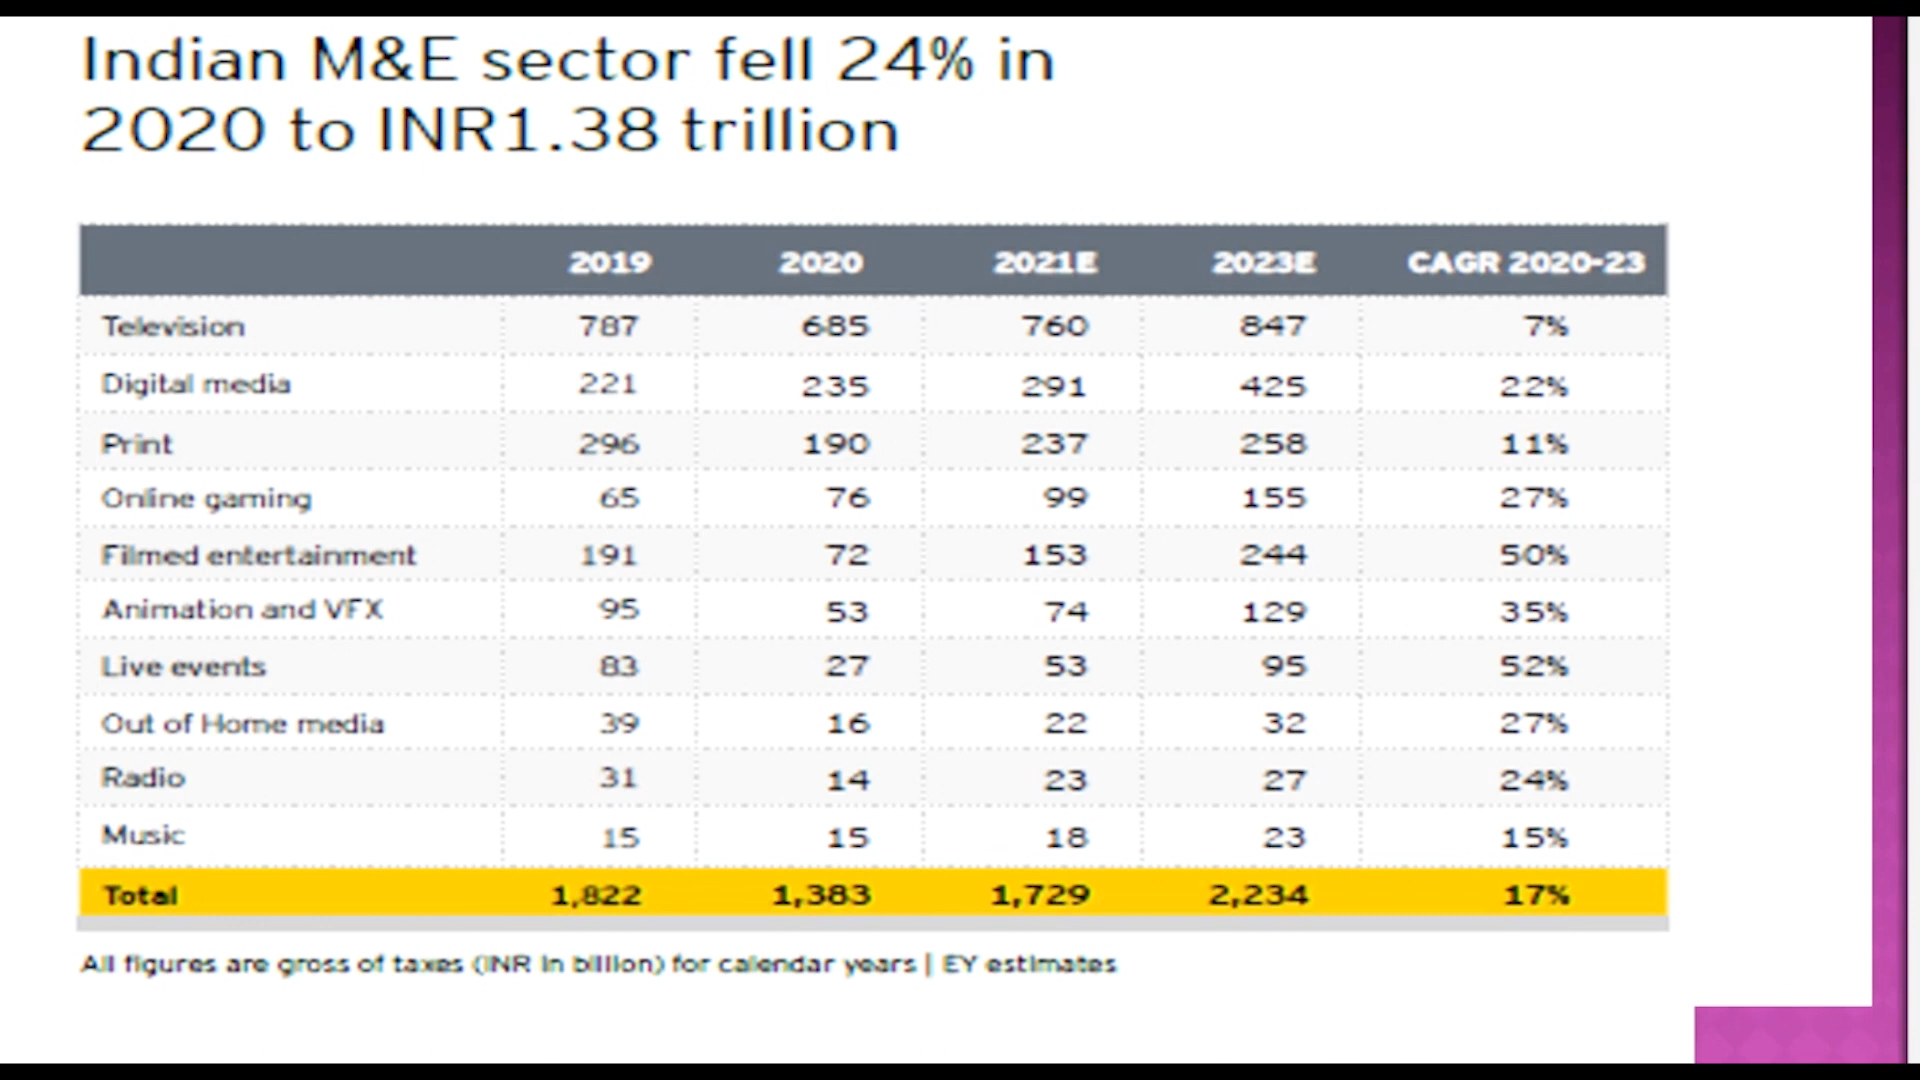 Indian M&E sector fell 24% in
2020 to INR1.38 trillion
2019 2020 2021E 2023E CAGR 2020-23
Television 787 685 760 847 7%
Digital media 221 235 291 425 22%
Print 296 190 237 258 11%
Online gaming 65 76 99 155 27%
Filmed entertainment 191 72 153 244 50%
Animation and VFX 95 53 74 129 35%
Live events 83 27 53 95 52%
Out of Home media 39 16 22 32 27%
Radio 31 14 23 27 24%
Music 15 15 18 23 15%
Total 1,822 1,383 1,729 2,234 17%
All figures are gross of taxes (INR in billion) for calendar years | EY estimates